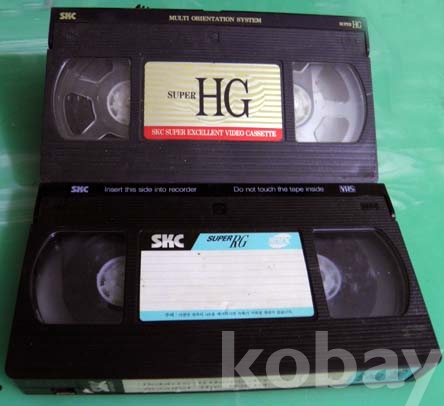 SKC MULTI ORIENTATION SYSTEM SUPER HG
SUPER HG
SKC SUPER EXCELLENT VIDEO CASSETTE
SKC Insert this side into recorder Do not touch the tape inside VHS
SKC SUPER RG
kobay